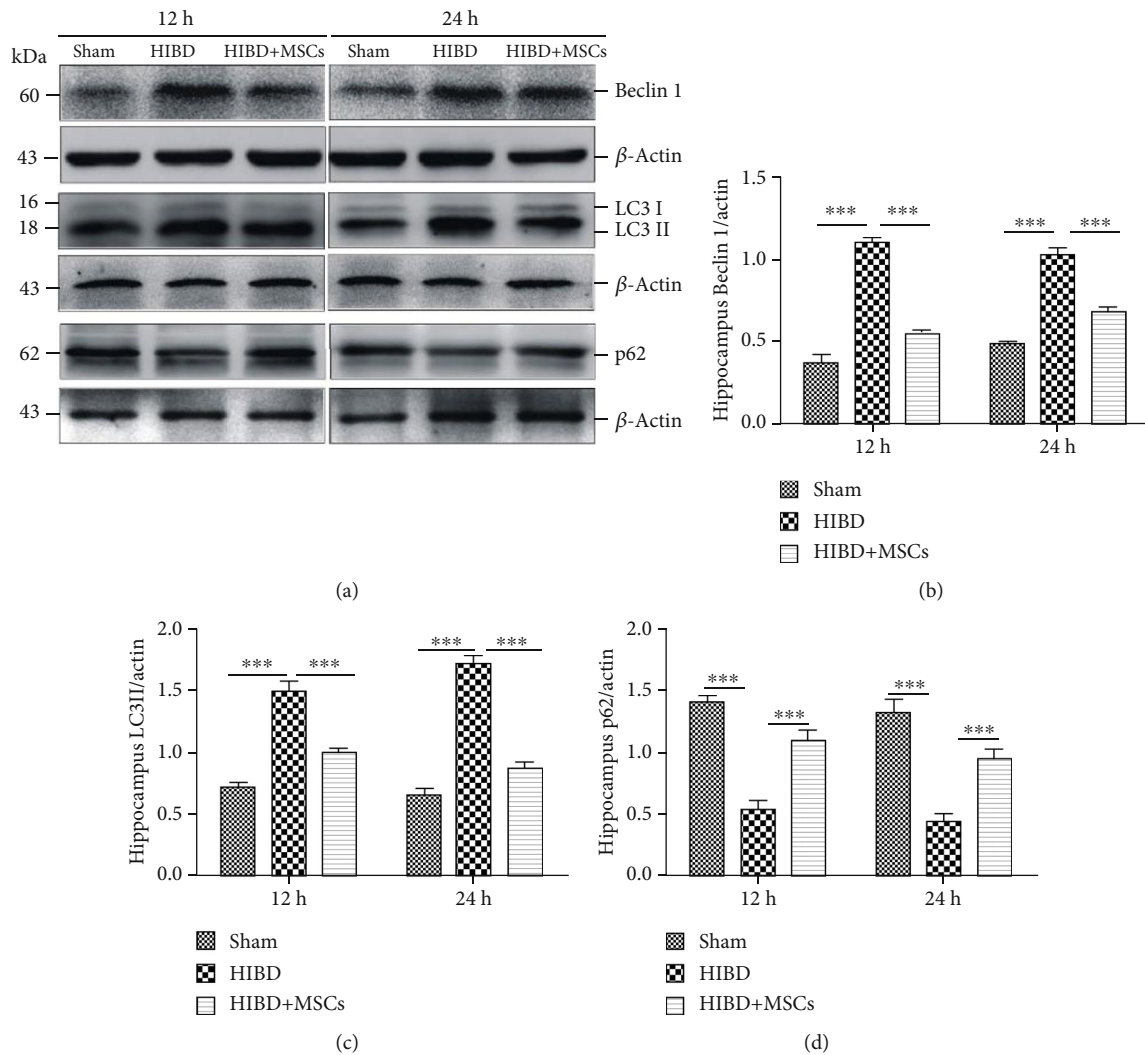 12 h 24 h
kDa Sham HIBD HIBD+MSCs Sham HIBD HIBD+MSCs
60 Beclin 1
43 β-Actin
16 LC3 I
18 LC3 II
43 β-Actin
62 p62
43 β-Actin
(a)
Hippocampus Beclin 1/actin
1.5
1.0
0.5
0.0
*** *** *** ***
12 h 24 h
Sham
HIBD
HIBD+MSCs
(b)
Hippocampus LC3II/actin
2.0
1.5
1.0
0.5
0.0
*** *** *** ***
12 h 24 h
Sham
HIBD
HIBD+MSCs
(c)
Hippocampus p62/actin
2.0
1.5
1.0
0.5
0.0
*** *** *** ***
12 h 24 h
Sham
HIBD
HIBD+MSCs
(d)